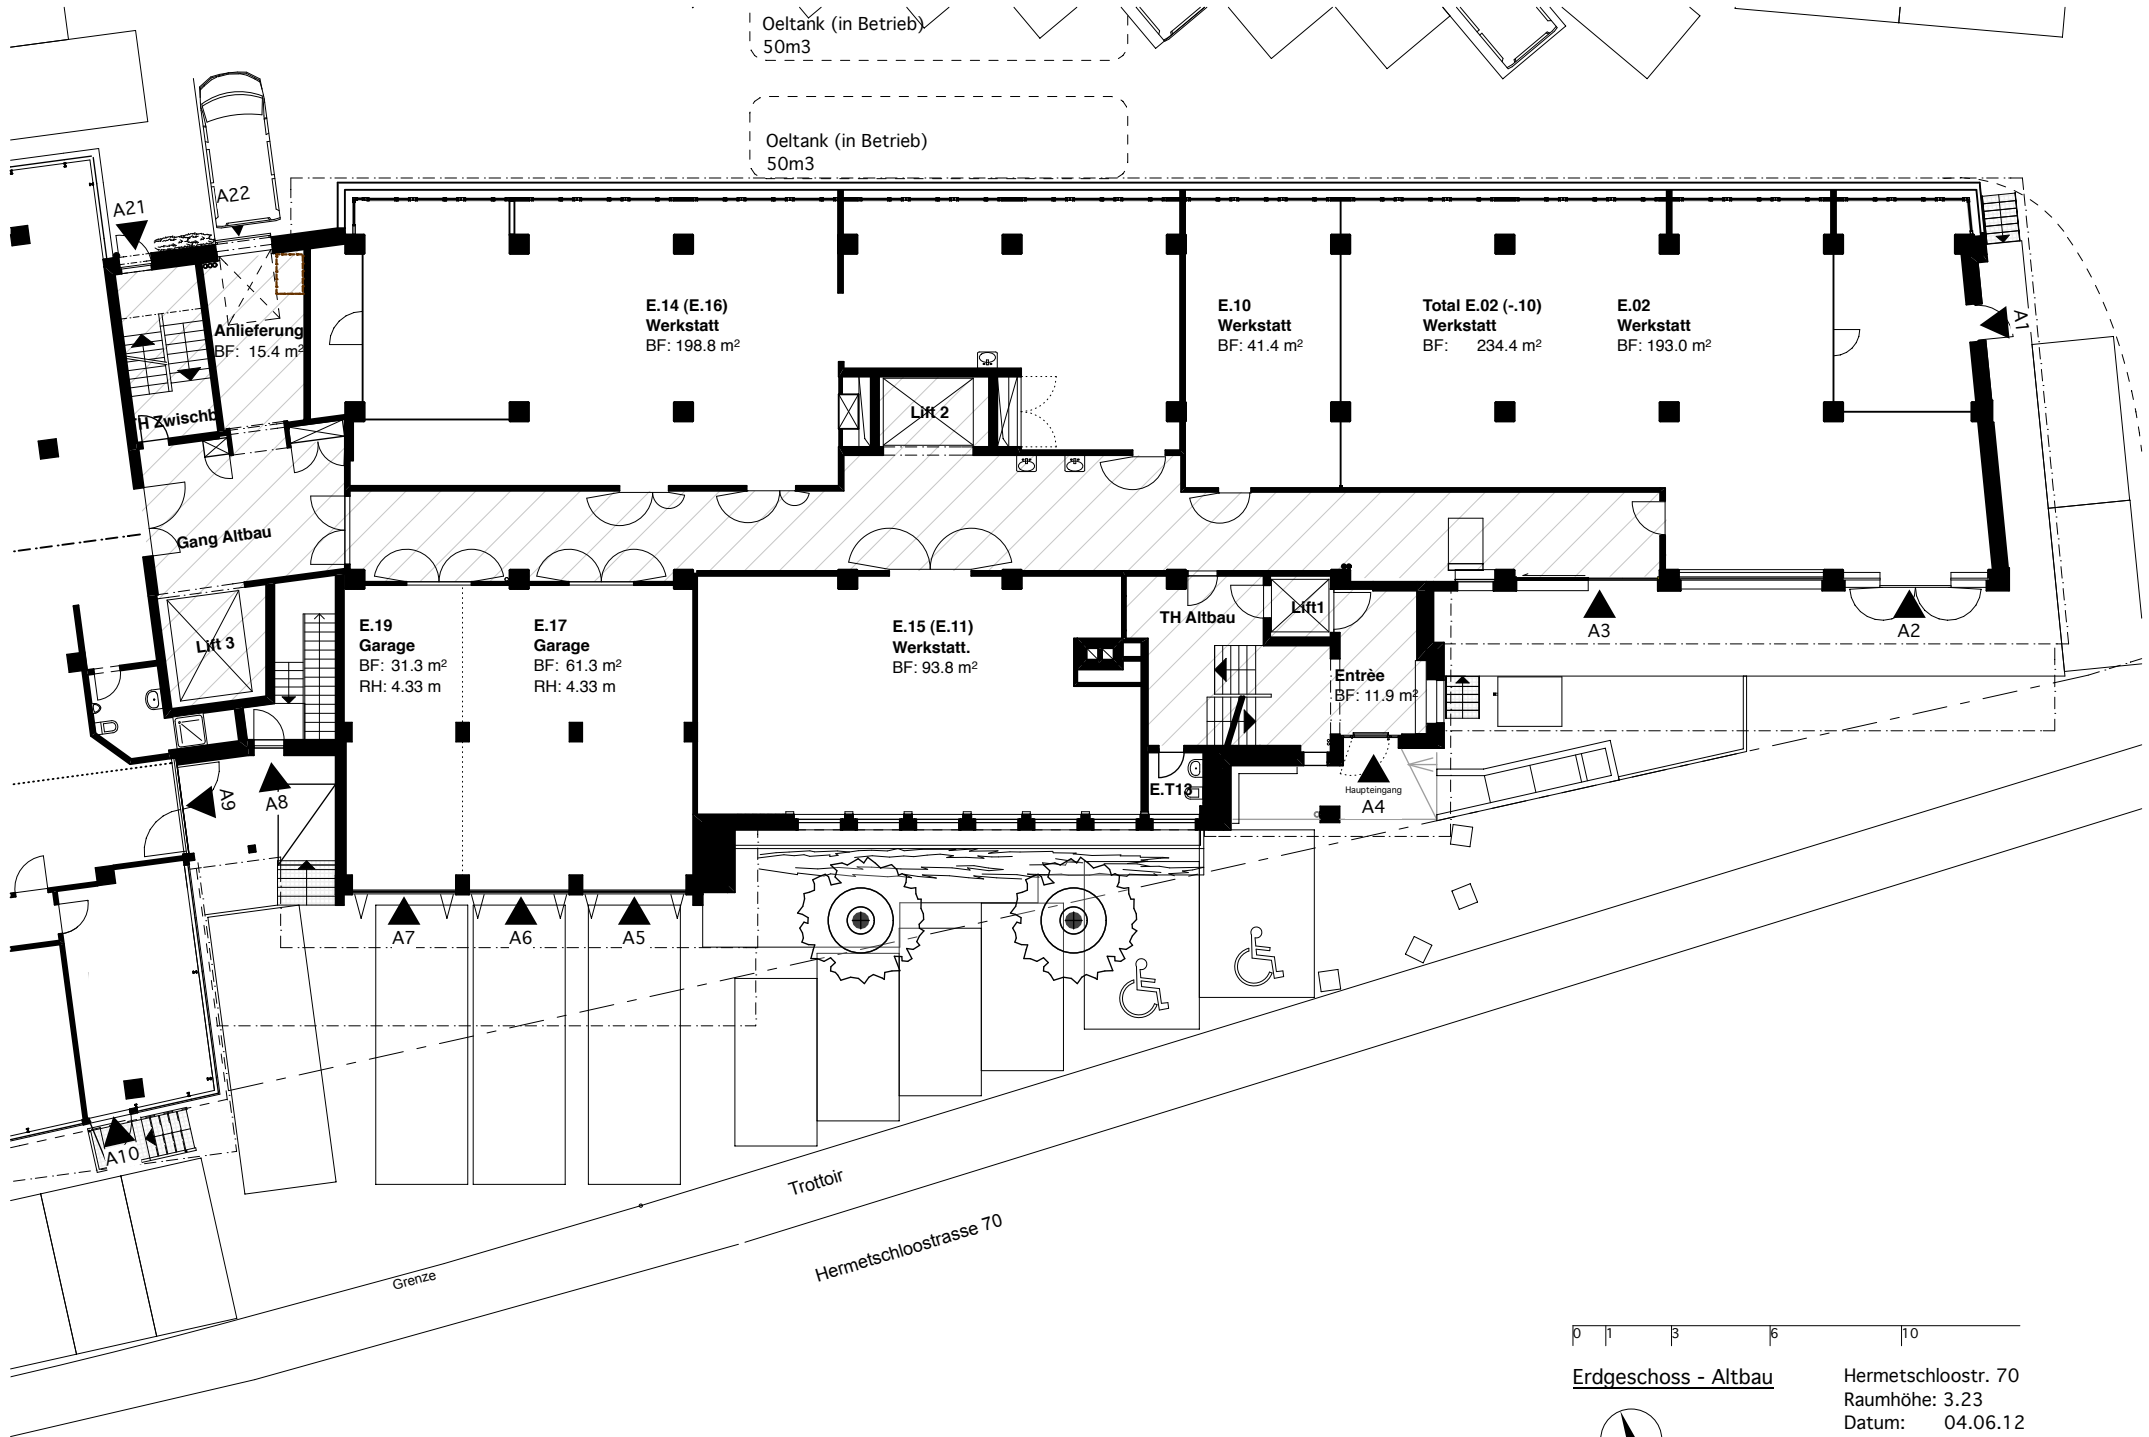 Oeltank (in Betrieb)
50m3
Oeltank (in Betrieb)
50m3
A22
A21
Anlieferung
BF: 15.4 m²
TH Zwischb
E.14 (E.16)
Werkstatt
BF: 198.8 m²
E.10
Werkstatt
BF: 41.4 m²
Total E.02 (-.10)
Werkstatt
BF: 234.4 m²
E.02
Werkstatt
BF: 193.0 m²
A1
Lift 2
Gang Altbau
Lift 3
E.19
Garage
BF: 31.3 m²
RH: 4.33 m
E.17
Garage
BF: 61.3 m²
RH: 4.33 m
E.15 (E.11)
Werkstatt.
BF: 93.8 m²
TH Altbau
Lift1
Entrèe
BF: 11.9 m²
A3
A2
E.T13
Haupteingang
A4
A9
A8
A7
A6
A5
A10
Trottoir
Hermetschloostrasse 70
Grenze
0 1 3 6 10
Erdgeschoss - Altbau
Hermetschloostr. 70
Raumhöhe: 3.23
Datum: 04.06.12